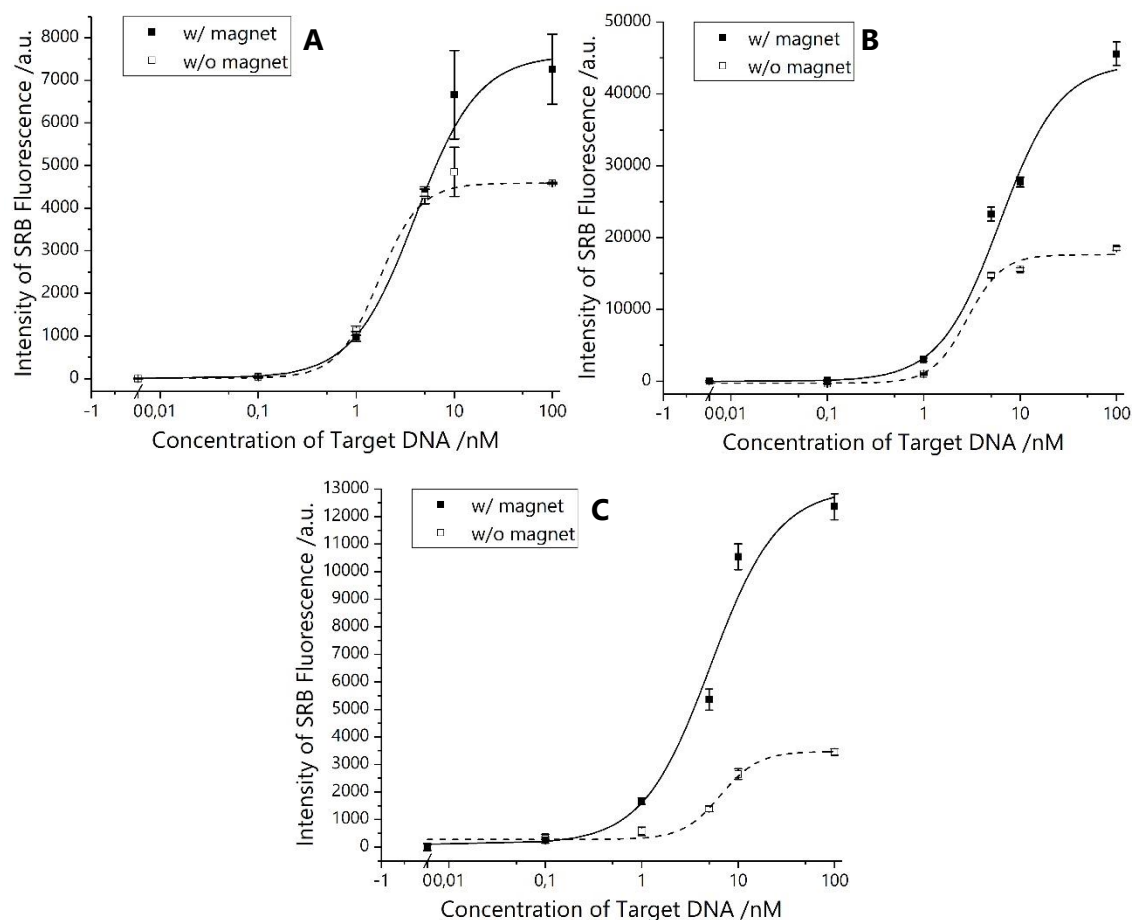 A
w/ magnet
w/o magnet
Intensity of SRB Fluorescence /a.u.
8000
7000
6000
5000
4000
3000
2000
1000
0
-1 00,01 0,1 1 10 100
Concentration of Target DNA /nM
B
w/ magnet
w/o magnet
Intensity of SRB Fluorescence /a.u.
50000
40000
30000
20000
10000
0
-1 00,01 0,1 1 10 100
Concentration of Target DNA /nM
C
w/ magnet
w/o magnet
Intensity of SRB Fluorescence /a.u.
13000
12000
11000
10000
9000
8000
7000
6000
5000
4000
3000
2000
1000
0
-1 00,01 0,1 1 10 100
Concentration of Target DNA /nM